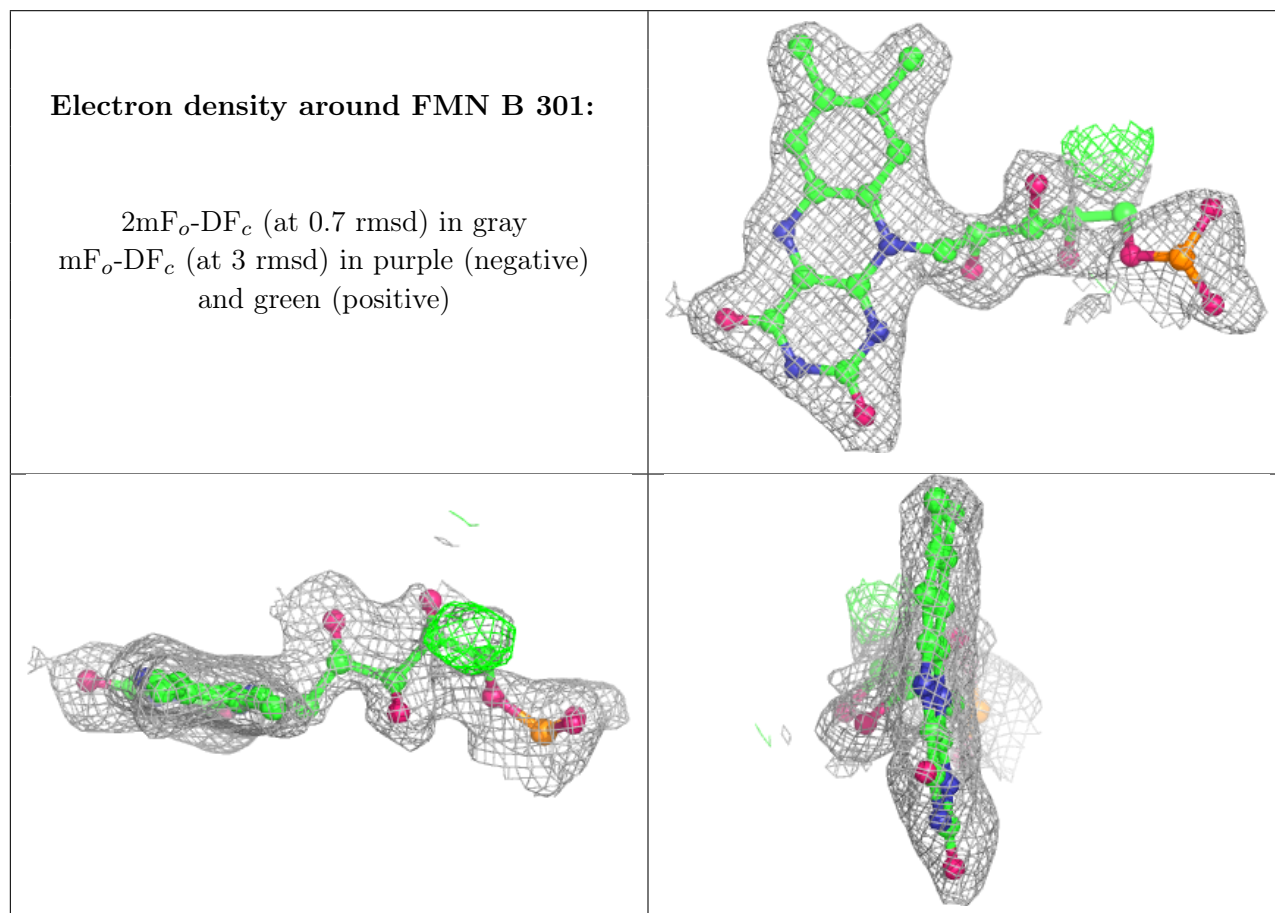 Electron density around FMN B 301:
2mFo-DFc (at 0.7 rmsd) in gray
mFo-DFc (at 3 rmsd) in purple (negative)
and green (positive)